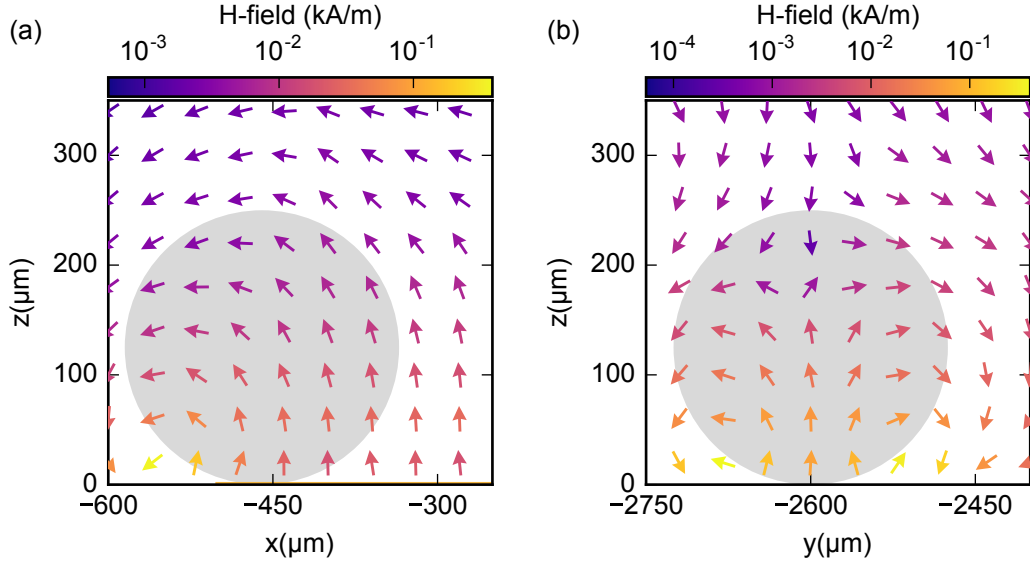 (a)
H-field (kA/m)
10⁻³ 10⁻² 10⁻¹
300
200
100
0
z(µm)
−600 −450 −300
x(µm)
(b)
H-field (kA/m)
10⁻⁴ 10⁻³ 10⁻² 10⁻¹
300
200
100
0
z(µm)
−2750 −2600 −2450
y(µm)